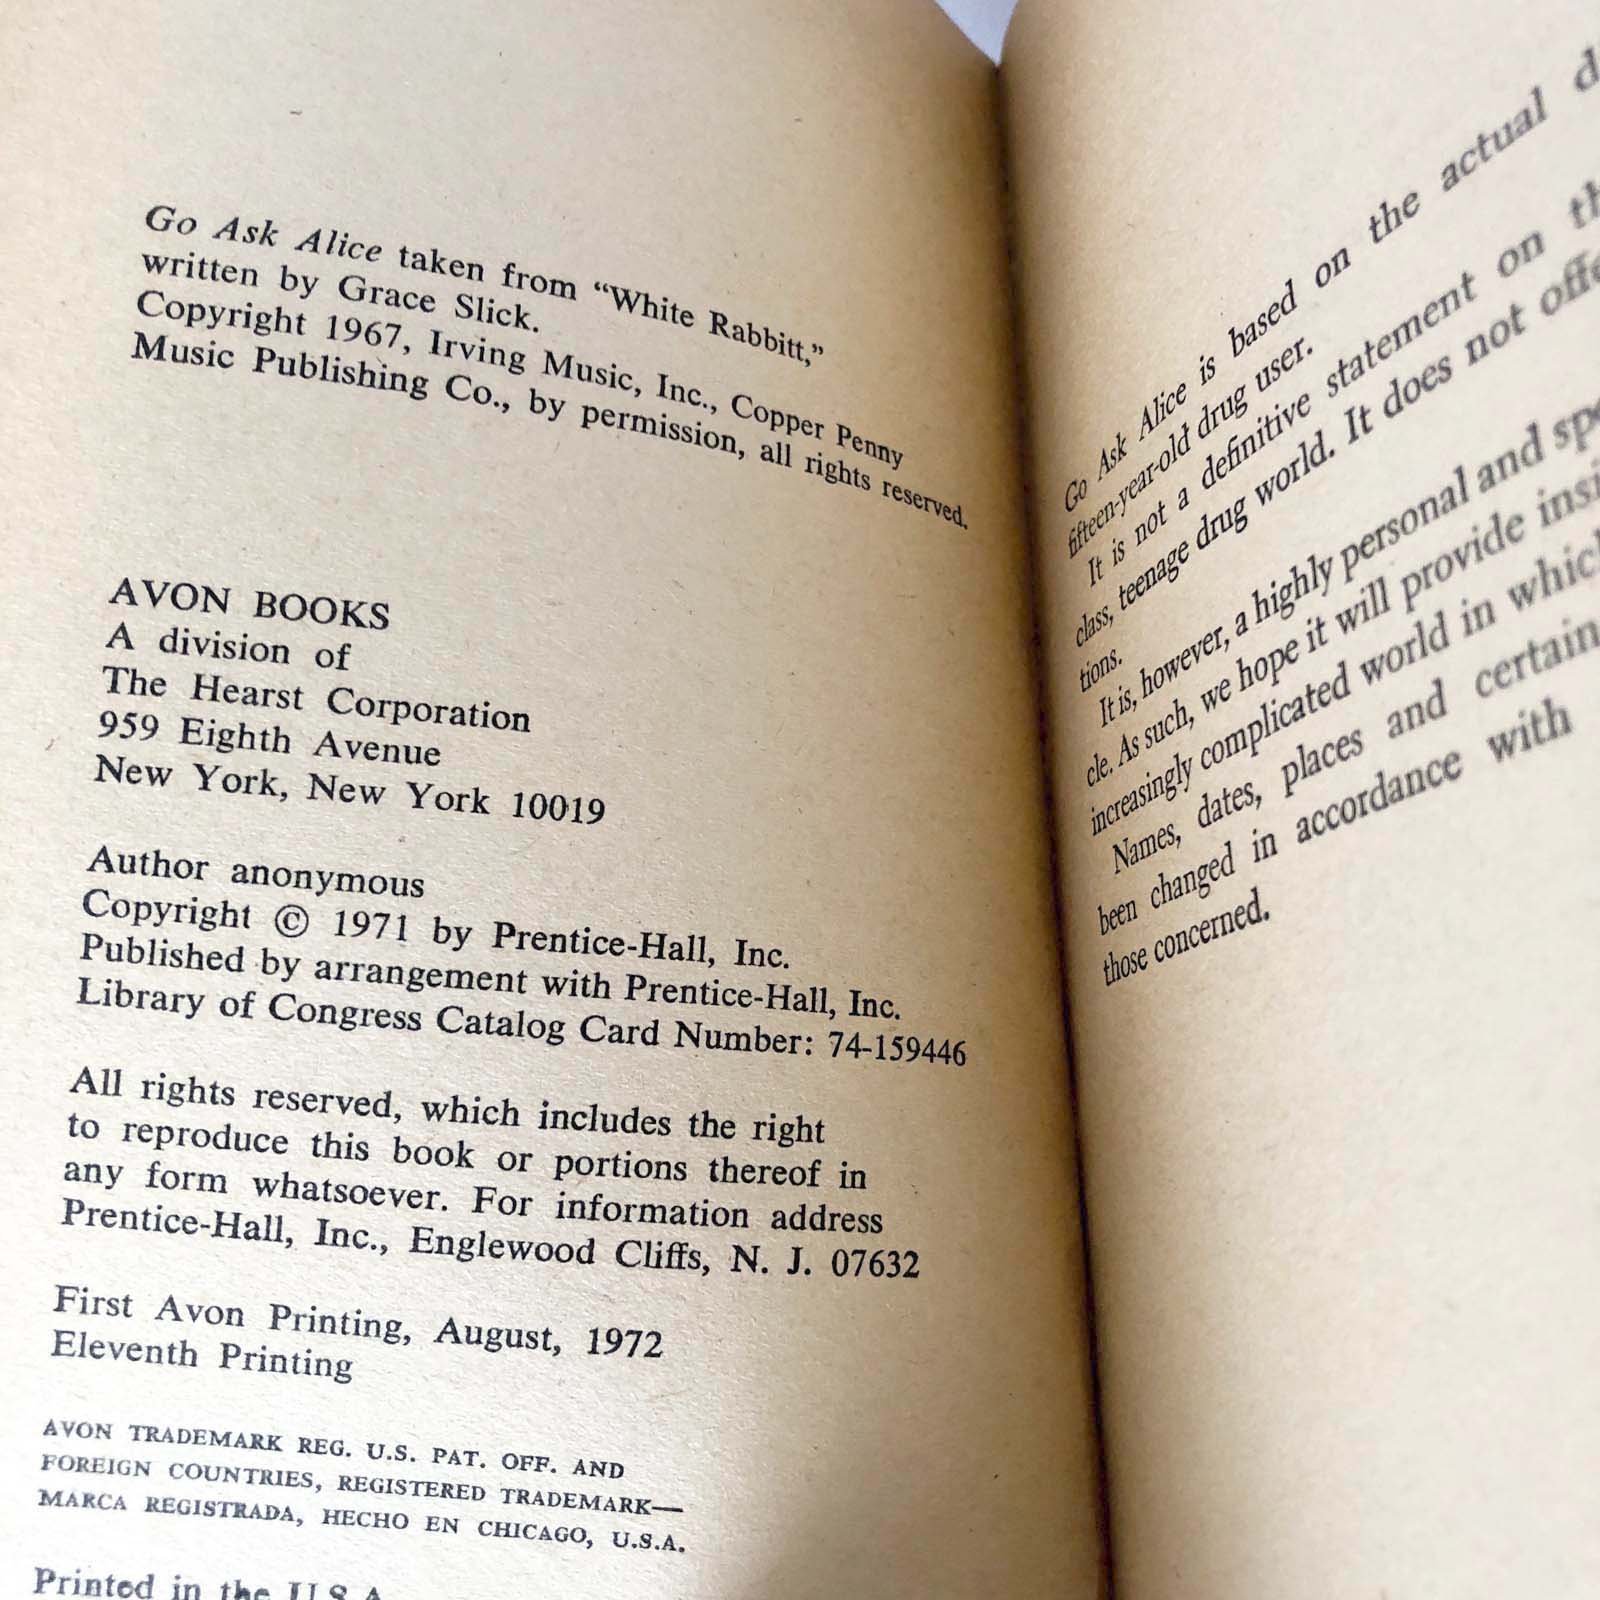 Go Ask Alice taken from “White Rabbitt,”
written by Grace Slick.
Copyright 1967, Irving Music, Inc., Copper Penny
Music Publishing Co., by permission, all rights reserved.
AVON BOOKS
A division of
The Hearst Corporation
959 Eighth Avenue
New York, New York 10019
Author anonymous
Copyright © 1971 by Prentice-Hall, Inc.
Published by arrangement with Prentice-Hall, Inc.
Library of Congress Catalog Card Number: 74-159446
All rights reserved, which includes the right
to reproduce this book or portions thereof in
any form whatsoever. For information address
Prentice-Hall, Inc., Englewood Cliffs, N. J. 07632
First Avon Printing, August, 1972
Eleventh Printing
AVON TRADEMARK REG. U.S. PAT. OFF. AND
FOREIGN COUNTRIES, REGISTERED TRADEMARK—
MARCA REGISTRADA, HECHO EN CHICAGO, U.S.A.
Printed in the U.S.A.
Go Ask Alice is based on the actual
fifteen-year-old drug user.
It is not a definitive statement on
class, teenage drug world. It does not
tions.
It is, however, a highly personal and
cle. As such, we hope it will provide
increasingly complicated world in which
Names, dates, places and certain
been changed in accordance with
those concerned.